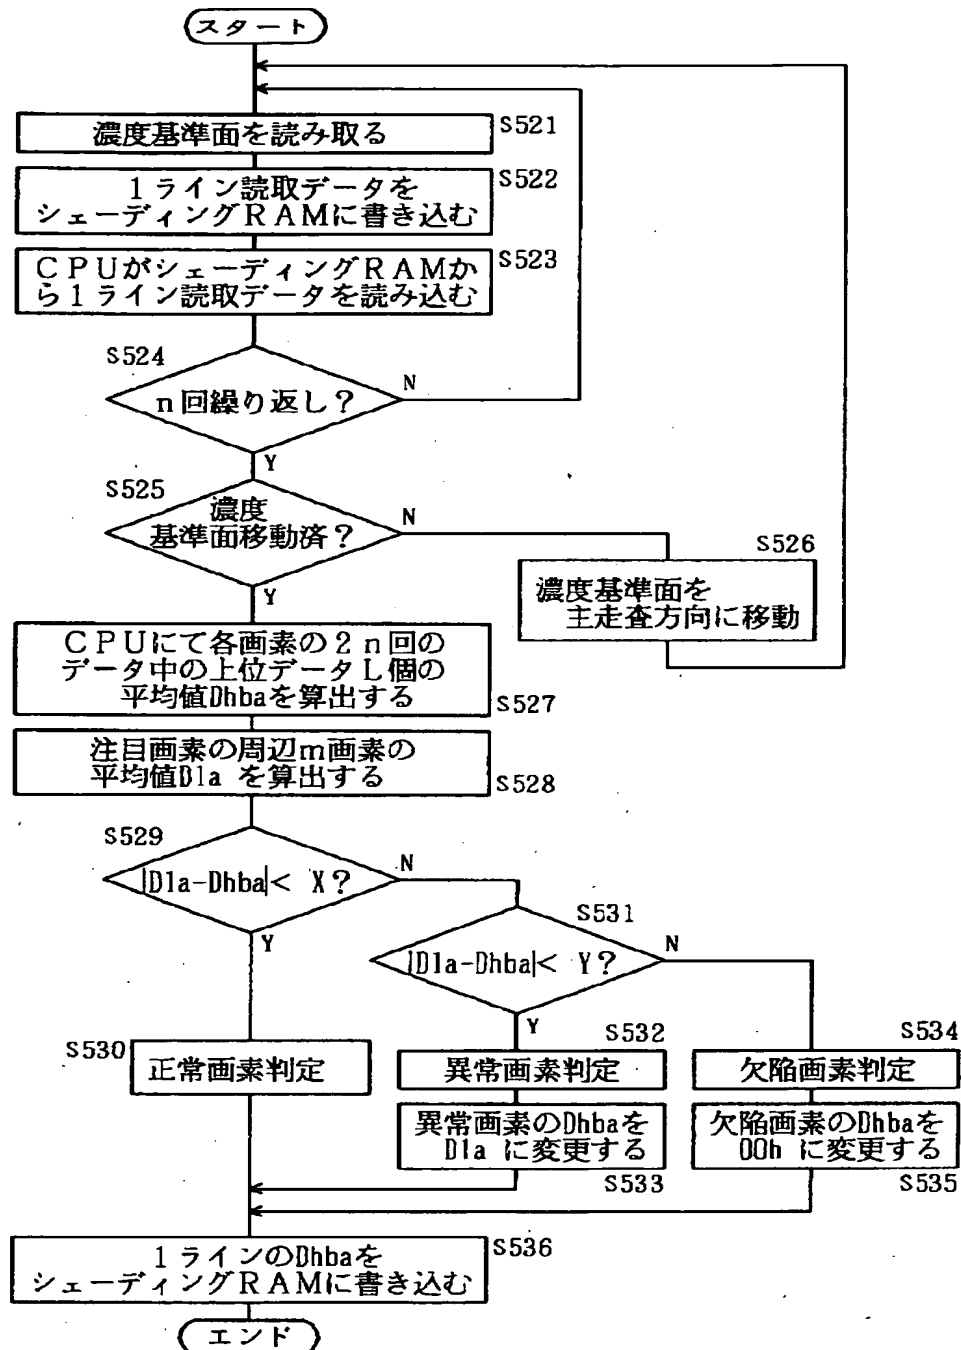 スタート
濃度基準面を読み取る
S521
1ライン読取データを
シェーディングRAMに書き込む
S522
CPUがシェーディングRAMか
ら1ライン読取データを読み込む
S523
S524
n回繰り返し?
N
Y
S525
濃度
基準面移動済?
N
Y
S526
濃度基準面を
主走査方向に移動
CPUにて各画素の2n回の
データ中の上位データL個の
平均値Dhbaを算出する
S527
注目画素の周辺m画素の
平均値Dla を算出する
S528
S529
|Dla-Dhba|< X?
N
Y
S531
|Dla-Dhba|< Y?
N
Y
S530
正常画素判定
S532
異常画素判定
S534
欠陥画素判定
異常画素のDhbaを
Dla に変更する
S533
欠陥画素のDhbaを
00h に変更する
S535
1ラインのDhbaを
シェーディングRAMに書き込む
S536
エンド